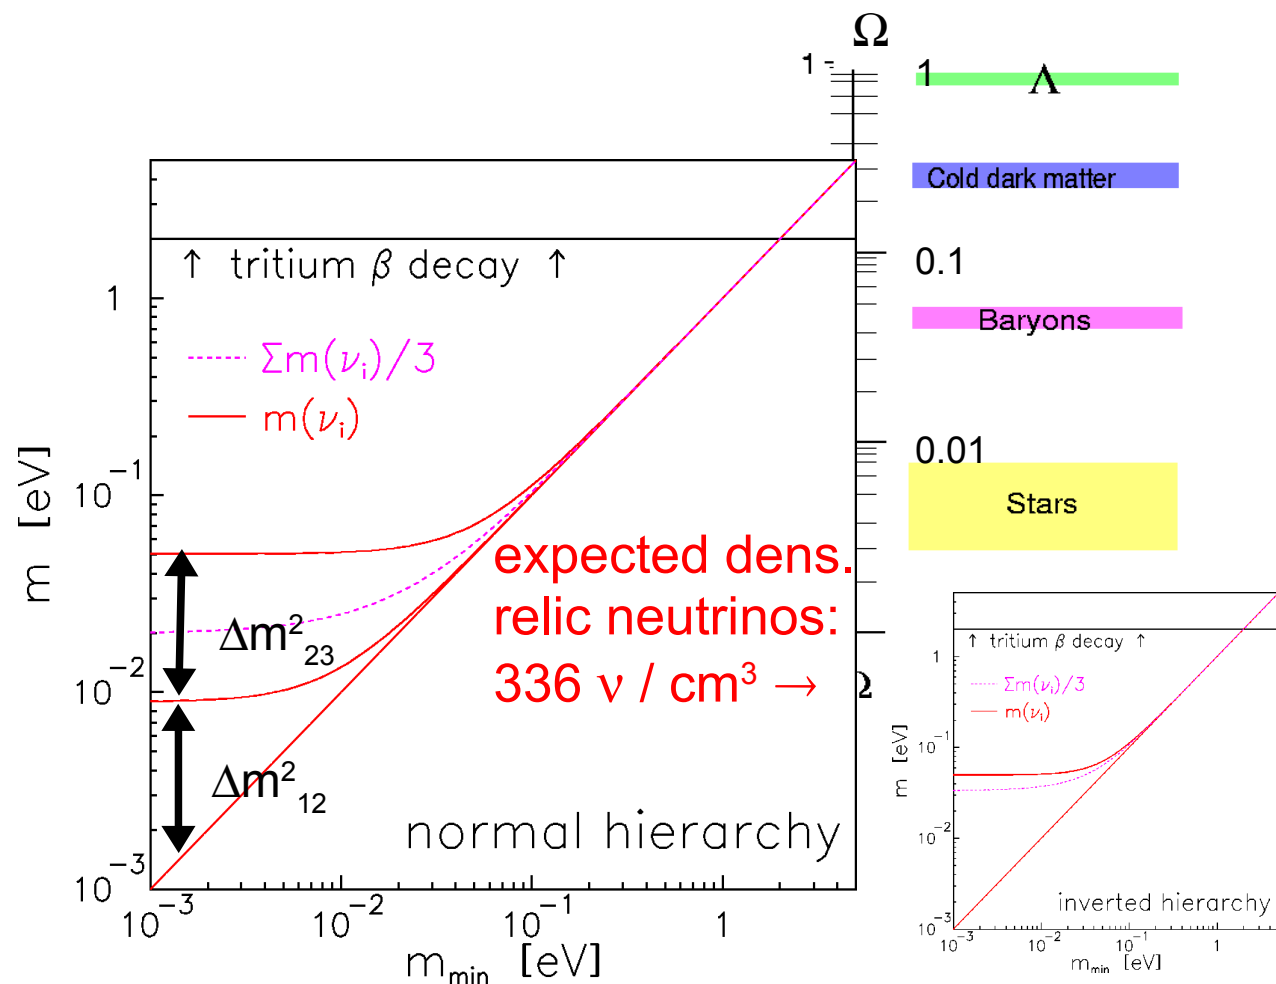 Ω
1
1
Λ
Cold dark matter
↑ tritium β decay ↑
0.1
1
Baryons
Σm(νᵢ)/3
m(νᵢ)
0.01
m [eV]
10⁻¹
Stars
expected dens.
relic neutrinos:
336 ν / cm³ → Ω
Δm²₂₃
10⁻²
Δm²₁₂
normal hierarchy
10⁻³
10⁻³ 10⁻² 10⁻¹ 1
m_min [eV]
↑ tritium β decay ↑
1
Σm(νᵢ)/3
m(νᵢ)
m [eV]
10⁻¹
10⁻²
inverted hierarchy
10⁻³
10⁻³ 10⁻² 10⁻¹ 1
m_min [eV]